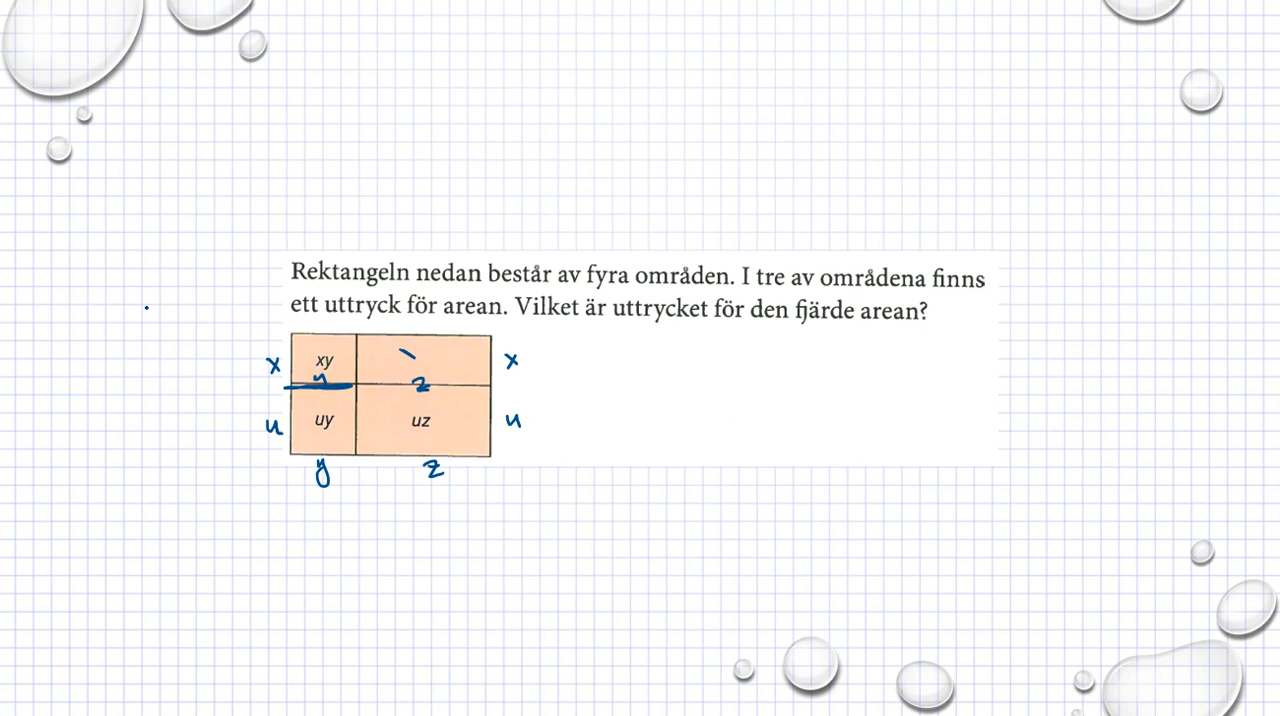 Rektangeln nedan består av fyra områden. I tre av områdena finns
ett uttryck för arean. Vilket är uttrycket för den fjärde arean?
x xy x
y z
u uy uz u
y z